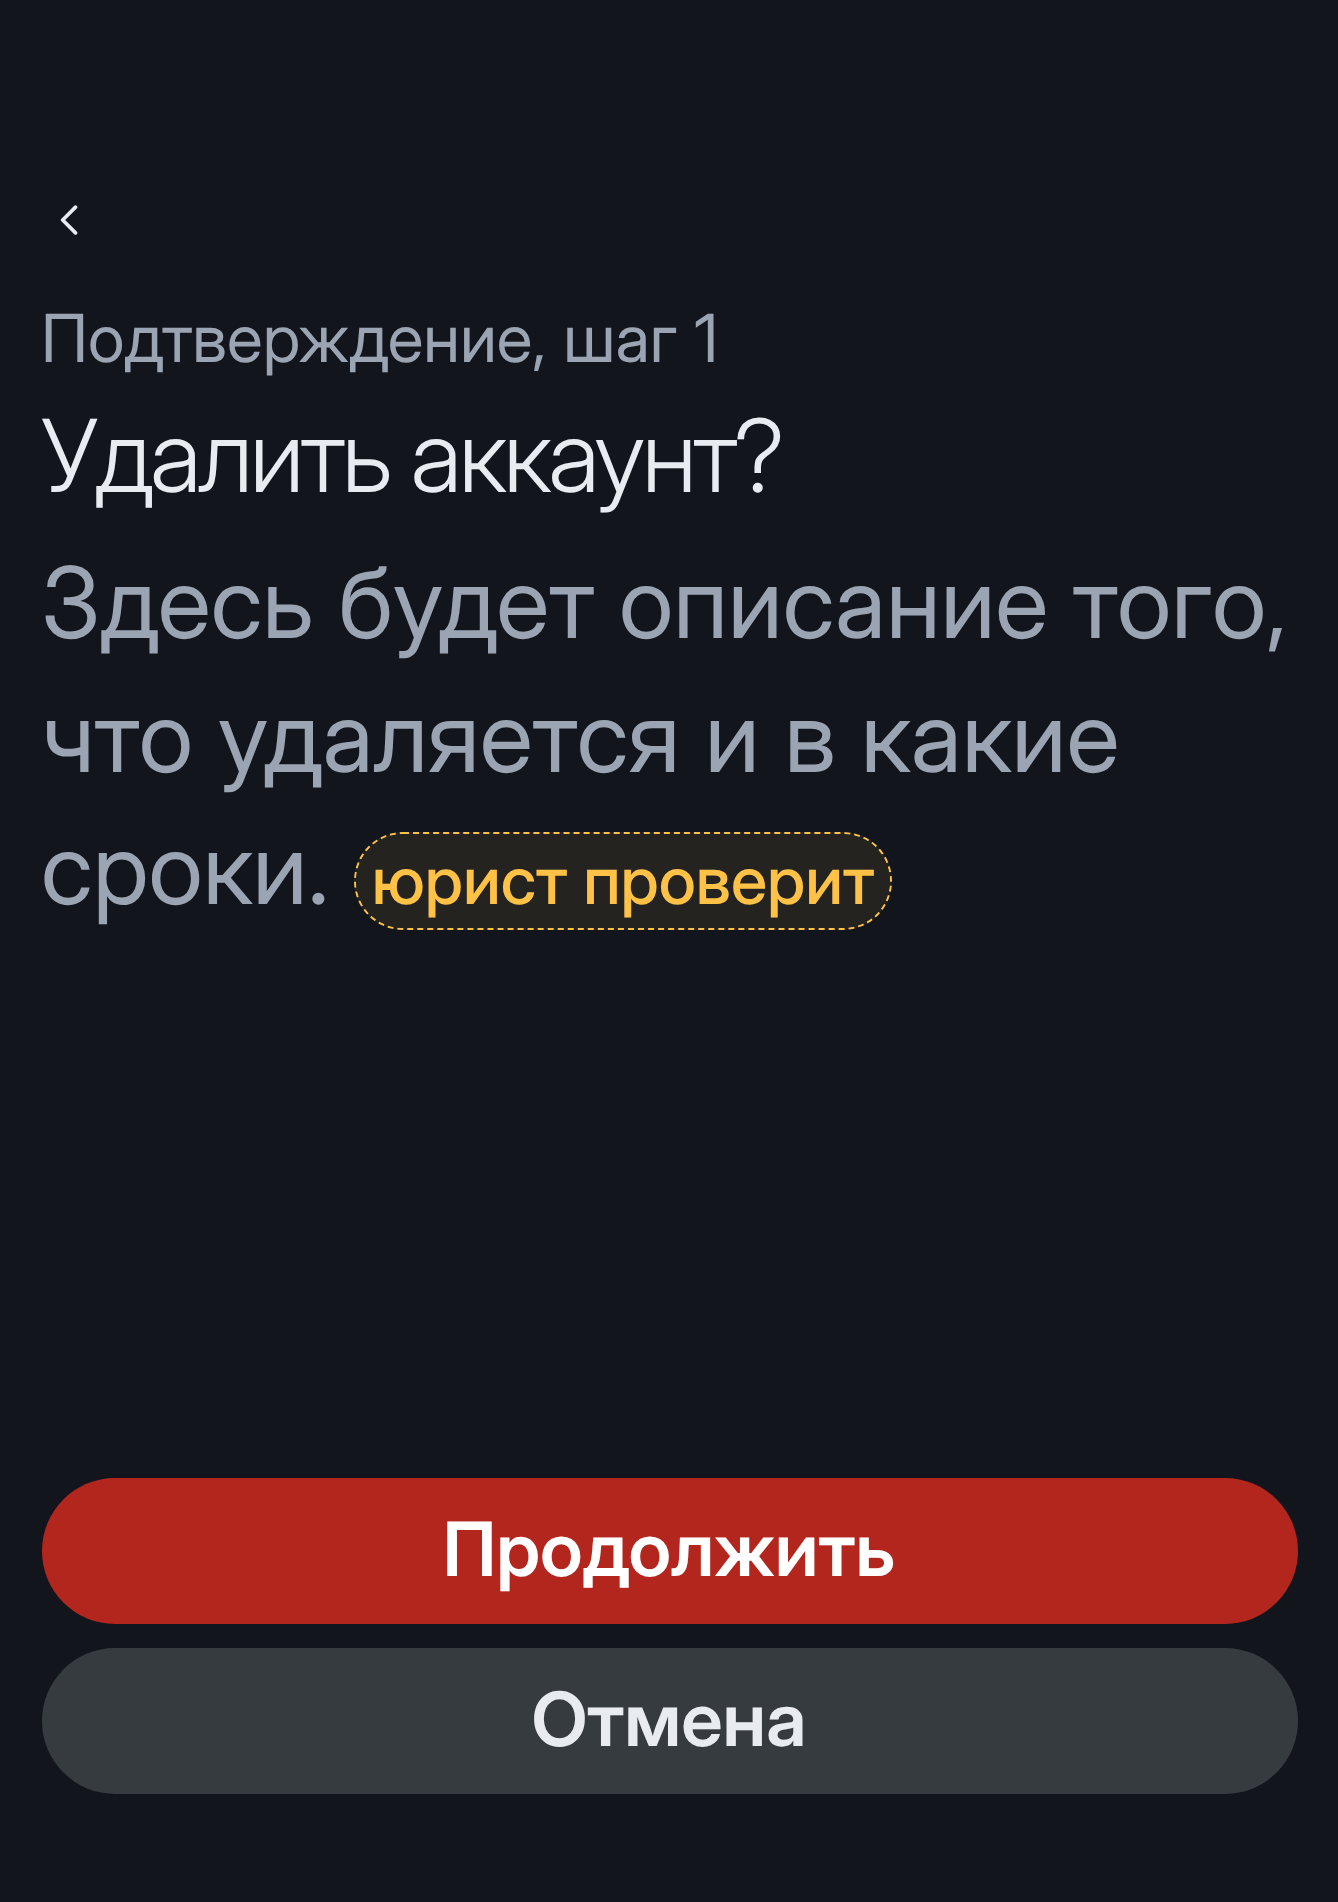 Подтверждение, шаг 1
Удалить аккаунт?
Здесь будет описание того,
что удаляется и в какие
сроки. юрист проверит
Продолжить
Отмена